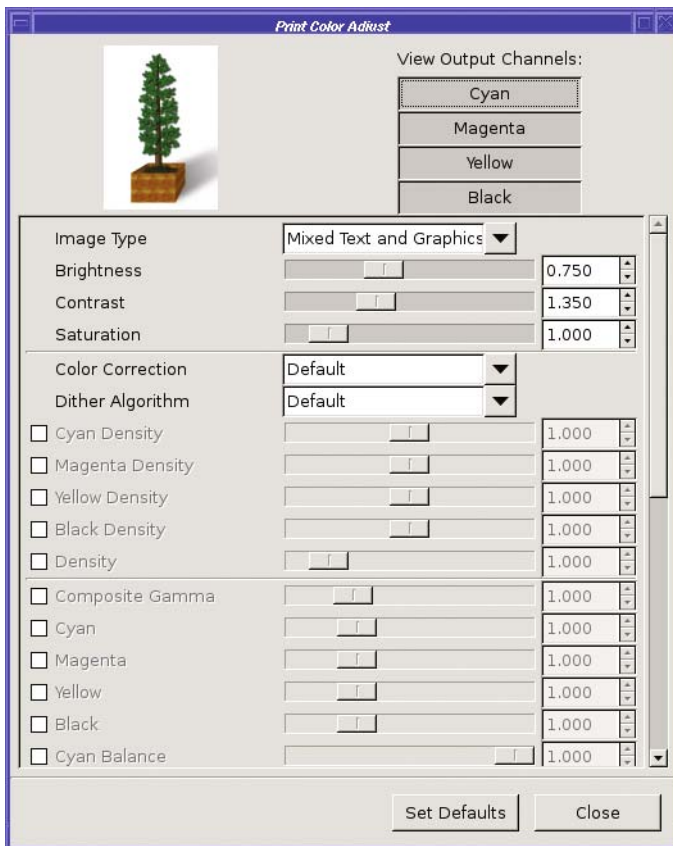 Print Color Adjust
View Output Channels:
Cyan
Magenta
Yellow
Black
Image Type Mixed Text and Graphics
Brightness 0.750
Contrast 1.350
Saturation 1.000
Color Correction Default
Dither Algorithm Default
Cyan Density 1.000
Magenta Density 1.000
Yellow Density 1.000
Black Density 1.000
Density 1.000
Composite Gamma 1.000
Cyan 1.000
Magenta 1.000
Yellow 1.000
Black 1.000
Cyan Balance 1.000
Set Defaults Close